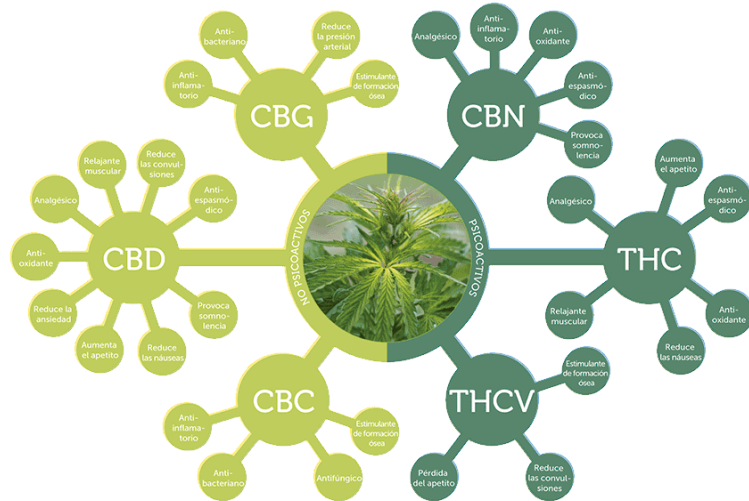 Anti-
bacteriano
Reduce
la presión
arterial
Anti-
inflama-
torio
Estimulante
de formación
ósea
CBG
Analgésico
Anti-
inflama-
torio
Anti-
oxidante
Anti-
espasmó-
dico
Provoca
somno-
lencia
CBN
Relajante
muscular
Reduce
las convul-
siones
Analgésico
Anti-
espasmó-
dico
Anti-
oxidante
CBD
Reduce la
ansiedad
Provoca
somno-
lencia
Aumenta
el apetito
Reduce
las náuseas
NO PSICOACTIVOS
PSICOACTIVOS
Aumenta
el apetito
Analgésico
Anti-
espasmó-
dico
THC
Relajante
muscular
Anti-
oxidante
Reduce
las náuseas
CBC
Anti-
inflama-
torio
Estimulante
de formación
ósea
Anti-
bacteriano
Antifúngico
THCV
Estimulante
de formación
ósea
Pérdida
del apetito
Reduce
las convul-
siones